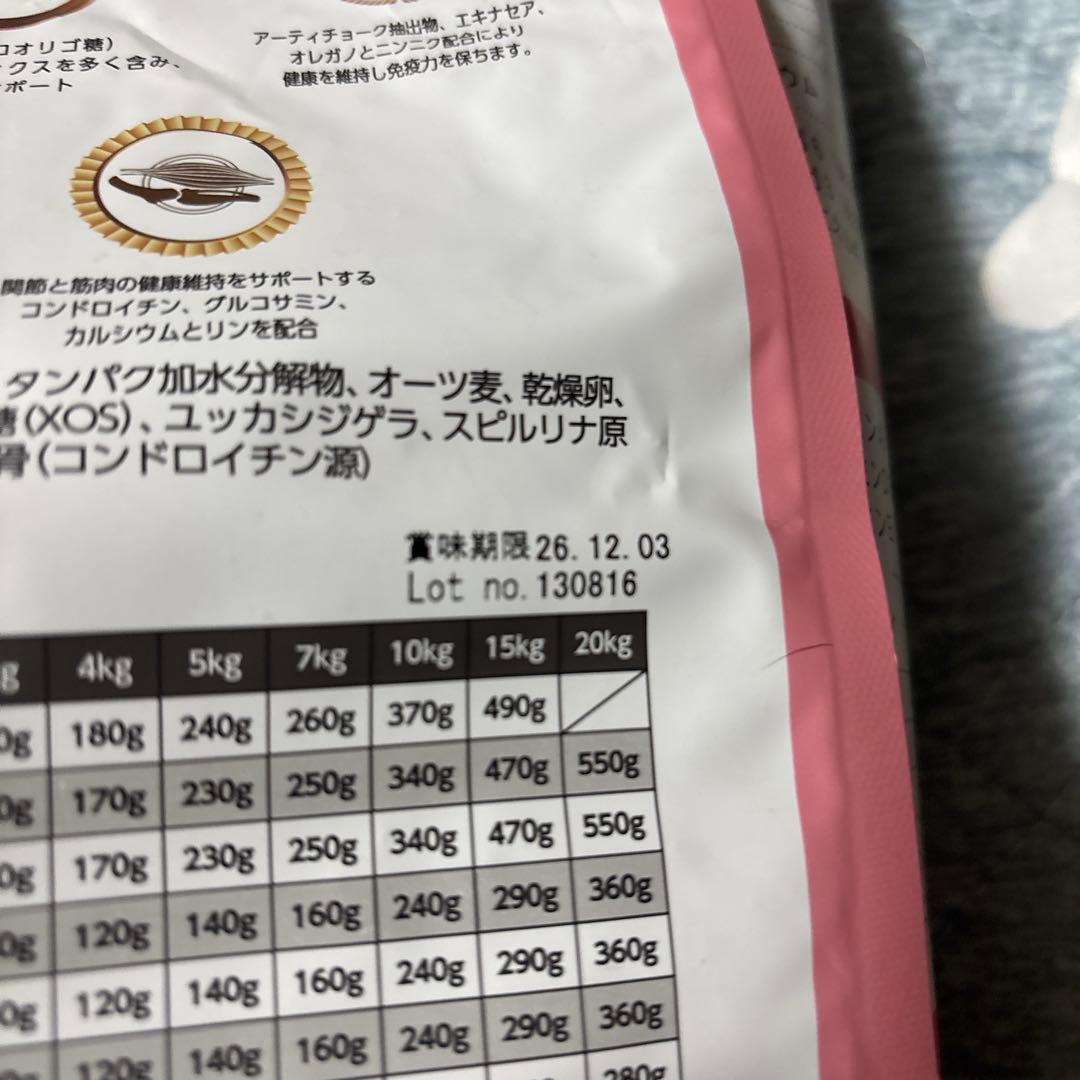 コオリゴ糖)
クスを多く含み、
ポート
アーティチョーク抽出物、エキナセア、
オレガノとニンニク配合により
健康を維持し免疫力を保ちます。
関節と筋肉の健康維持をサポートする
コンドロイチン、グルコサミン、
カルシウムとリンを配合
タンパク加水分解物、オーツ麦、乾燥卵、
糖(XOS)、ユッカシジゲラ、スピルリナ原
骨(コンドロイチン源)
賞味期限26.12.03
Lot no.130816
g 4kg 5kg 7kg 10kg 15kg 20kg
0g 180g 240g 260g 370g 490g
0g 170g 230g 250g 340g 470g 550g
0g 170g 230g 250g 340g 470g 550g
0g 120g 140g 160g 240g 290g 360g
0g 120g 140g 160g 240g 290g 360g
120g 140g 160g 240g 290g 360g
280g